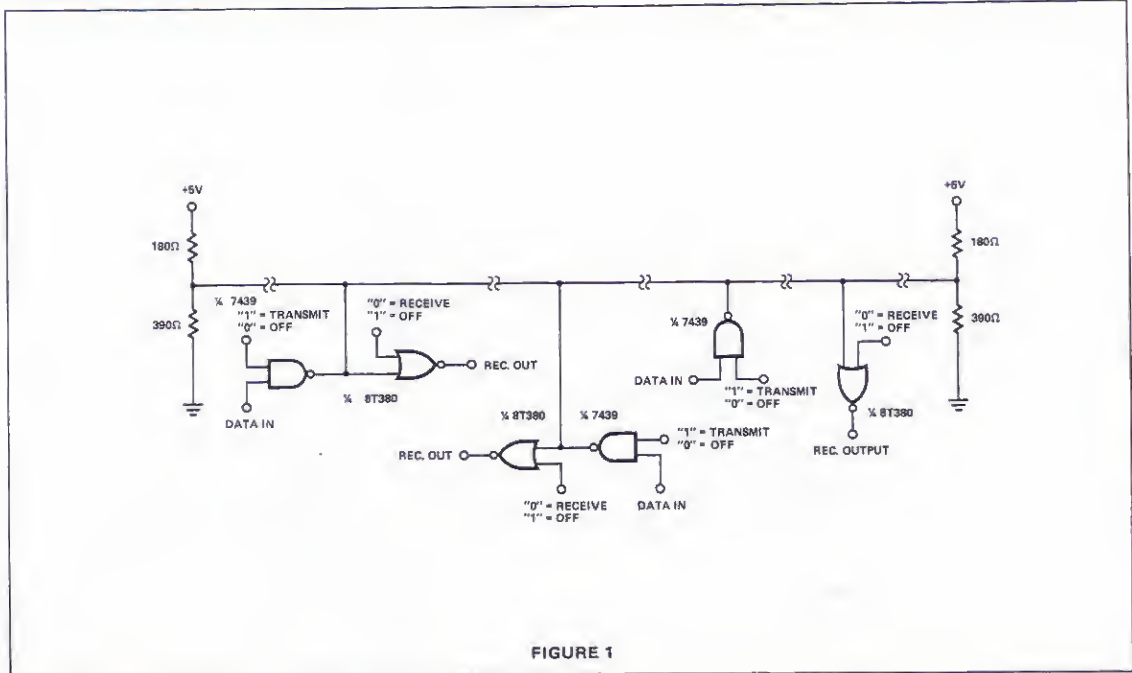 +5V
180Ω
390Ω
¼ 7439
"1" = TRANSMIT
"0" = OFF
DATA IN
"0" = RECEIVE
"1" = OFF
REC. OUT
¼ 8T380
¼ 8T380
¼ 7439
REC. OUT
"1" = TRANSMIT
"0" = OFF
"0" = RECEIVE
"1" = OFF
DATA IN
¼ 7439
DATA IN
"1" = TRANSMIT
"0" = OFF
"0" = RECEIVE
"1" = OFF
¼ 8T380
REC. OUTPUT
+5V
180Ω
390Ω
FIGURE 1